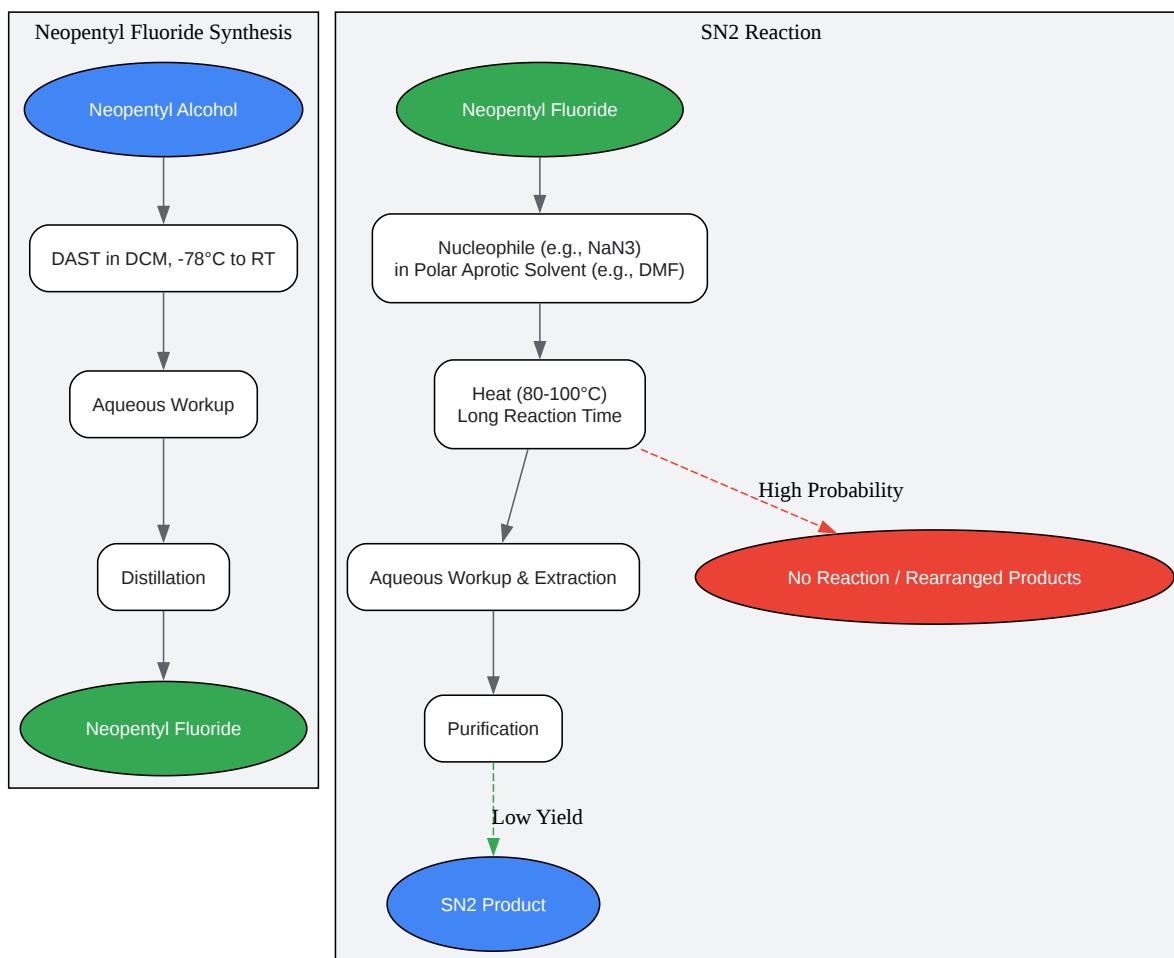 Neopentyl Fluoride Synthesis
Neopentyl Alcohol
DAST in DCM, -78°C to RT
Aqueous Workup
Distillation
Neopentyl Fluoride
SN2 Reaction
Neopentyl Fluoride
Nucleophile (e.g., NaN3)
in Polar Aprotic Solvent (e.g., DMF)
Heat (80-100°C)
Long Reaction Time
High Probability
Aqueous Workup & Extraction
No Reaction / Rearranged Products
Purification
Low Yield
SN2 Product